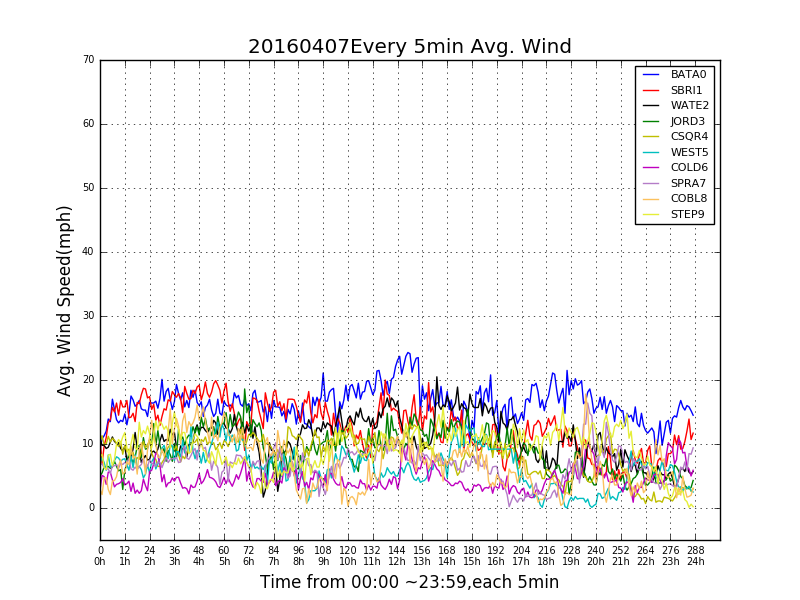 20160407Every 5min Avg. Wind
70
60
50
40
30
20
10
0
Avg. Wind Speed(mph)
BATA0
SBRI1
WATE2
JORD3
CSQR4
WEST5
COLD6
SPRA7
COBL8
STEP9
0 12 24 36 48 60 72 84 96 108 120 132 144 156 168 180 192 204 216 228 240 252 264 276 288
0h 1h 2h 3h 4h 5h 6h 7h 8h 9h 10h 11h 12h 13h 14h 15h 16h 17h 18h 19h 20h 21h 22h 23h 24h
Time from 00:00 ~23:59,each 5min